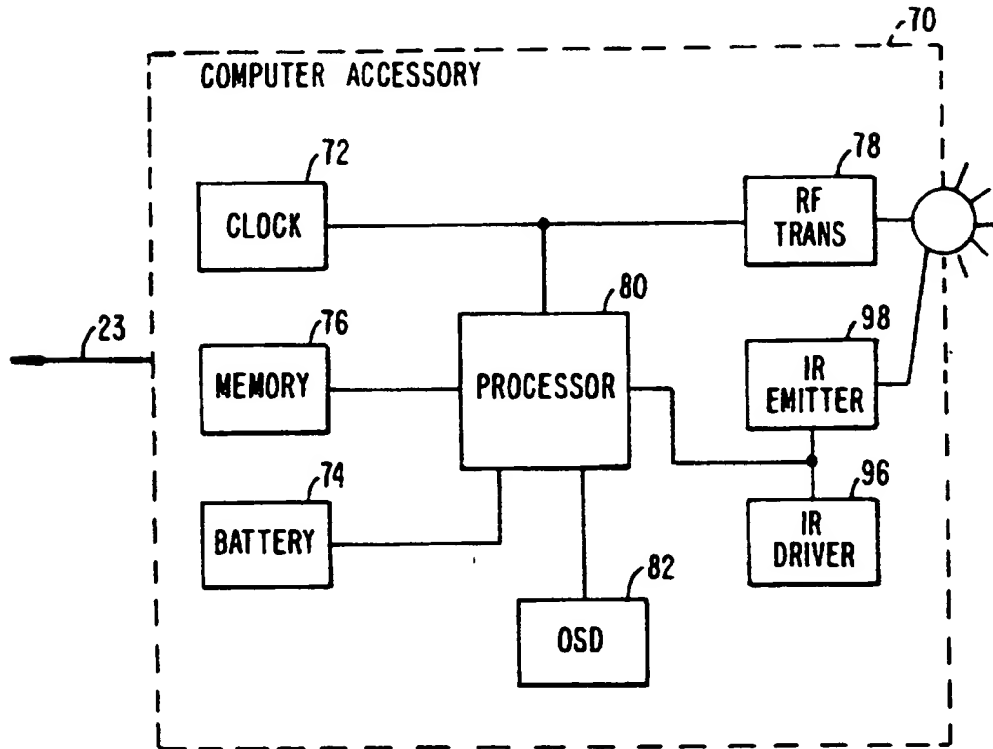 70
COMPUTER ACCESSORY
72
CLOCK
78
RF
TRANS
23
76
MEMORY
80
PROCESSOR
98
IR
EMITTER
74
BATTERY
96
IR
DRIVER
82
OSD